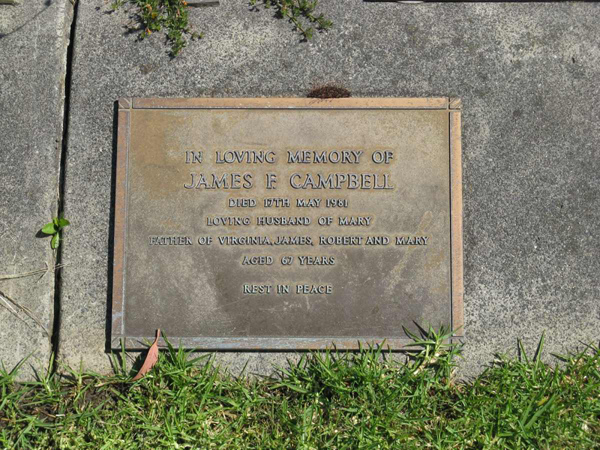 IN LOVING MEMORY OF
JAMES F. CAMPBELL
DIED 17TH MAY 1981
LOVING HUSBAND OF MARY
FATHER OF VIRGINIA, JAMES, ROBERT AND MARY
AGED 67 YEARS
REST IN PEACE